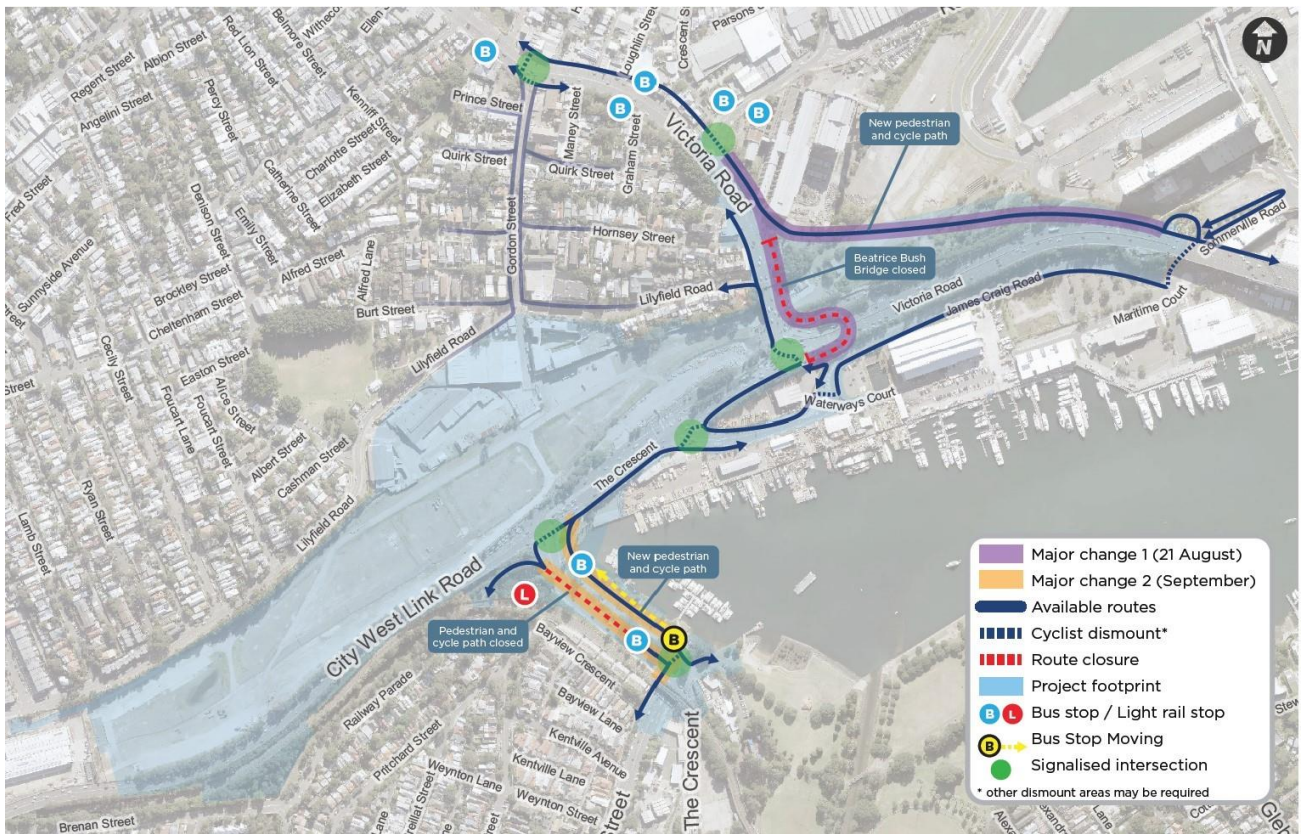 N
Regent Street
Albion Street
Angelini Street
Red Lion Street
Belmore Street
Percy Street
Kenniff Street
Charlotte Street
Elizabeth Street
Catherine Street
Emily Street
Denison Street
Alfred Street
Brockley Street
Cheltenham Street
Alfred Lane
Sunnyside Avenue
Cecily Street
Easton Street
Alice Street
Foucart Street
Foucart Lane
Albert Street
Cashman Street
Ryan Street
Lamb Street
Lilyfield Road
Lilyfield Road
Burt Street
Gordon Street
Prince Street
Quirk Street
Quirk Street
Maney Street
Graham Street
Hornsey Street
Lilyfield Road
Loughlin Street
Parsons
B
B
B
B
B
Victoria Road
New pedestrian
and cycle path
Beatrice Bush
Bridge closed
Victoria Road
James Craig Road
Maritime Court
Sommerville Road
Waterways Court
The Crescent
New pedestrian
and cycle path
B
L
B
B
Pedestrian and
cycle path closed
City West Link Road
Bayview Crescent
Bayview Lane
Railway Parade
Pritchard Street
Kentville Avenue
Kentville Lane
Weynton Lane
Weynton Street
The Crescent
Brenan Street
Major change 1 (21 August)
Major change 2 (September)
Available routes
Cyclist dismount*
Route closure
Project footprint
B L Bus stop / Light rail stop
B Bus Stop Moving
Signalised intersection
* other dismount areas may be required